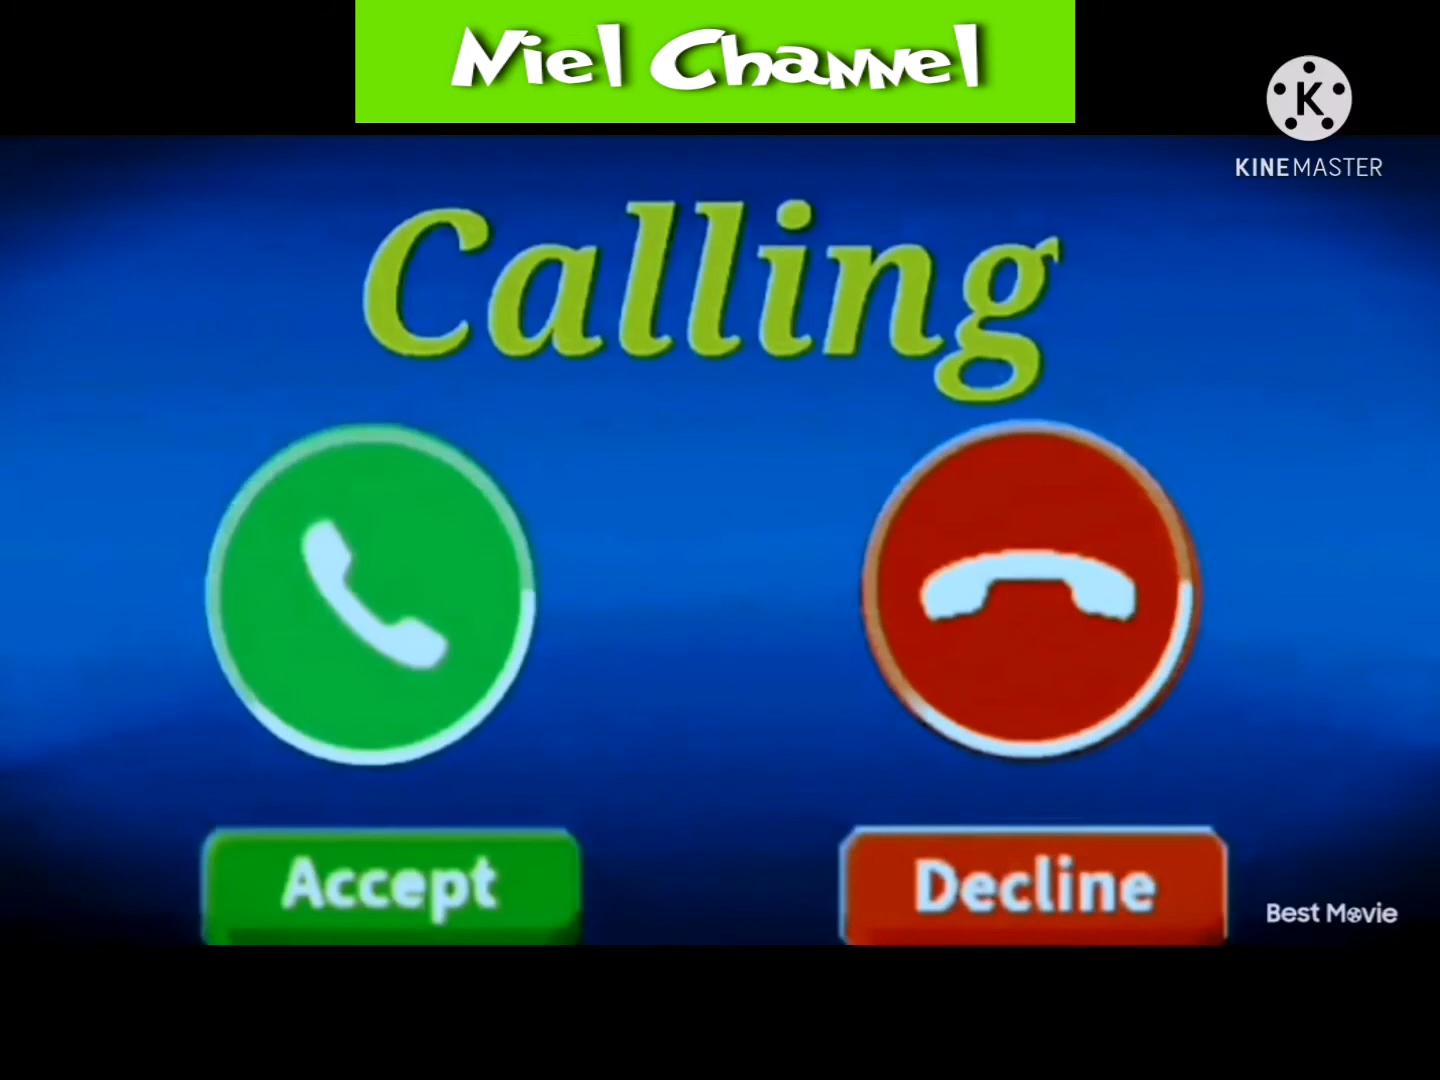 Niel Channel
K
KINEMASTER
Calling
Accept
Decline
Best Movie